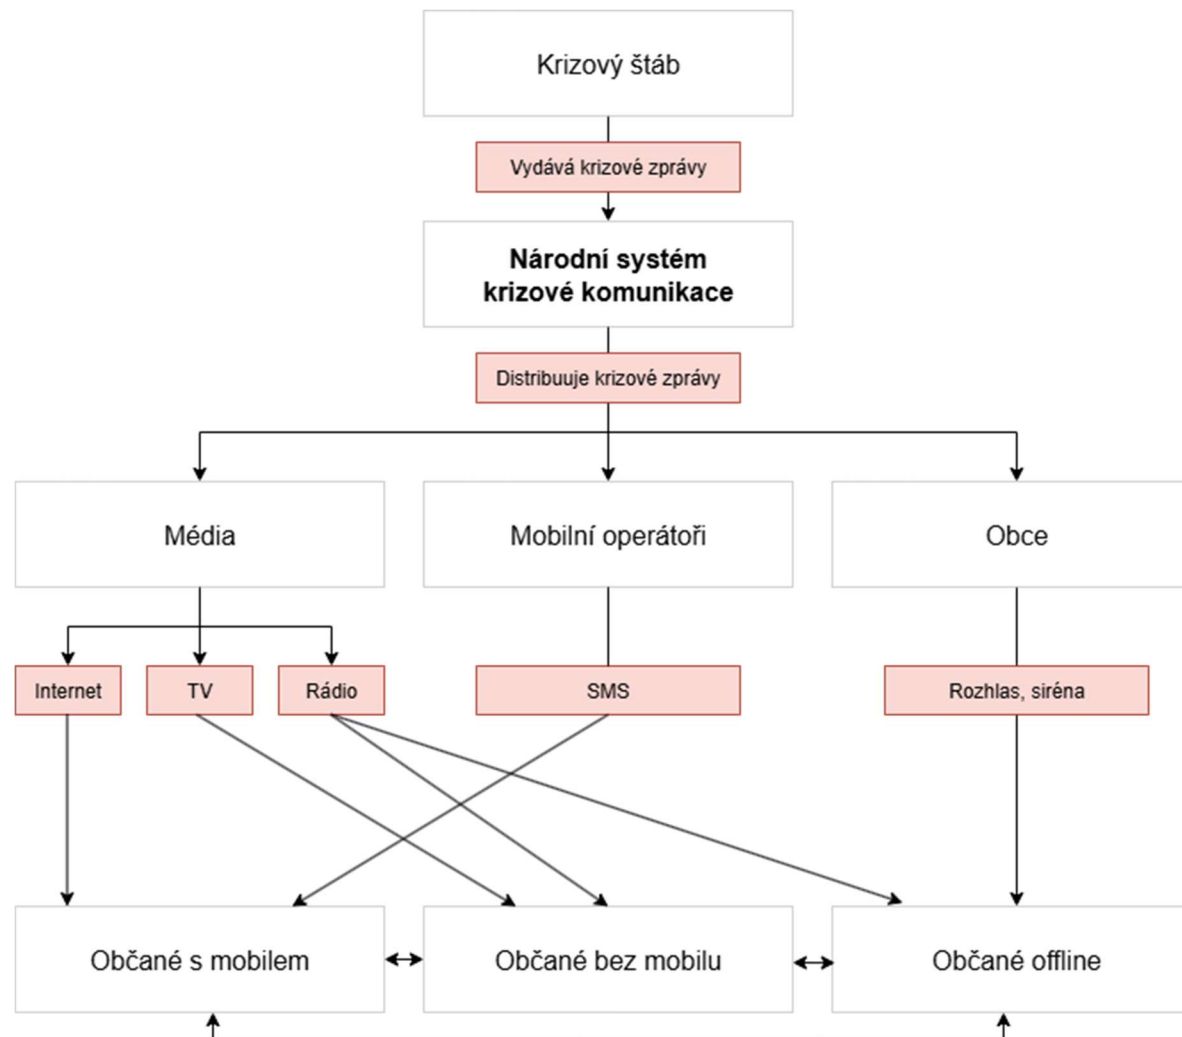 Krizový štáb
Vydává krizové zprávy
Národní systém
krizové komunikace
Distribuuje krizové zprávy
Média
Mobilní operátoři
Obce
Internet
TV
Rádio
SMS
Rozhlas, siréna
Občané s mobilem
Občané bez mobilu
Občané offline